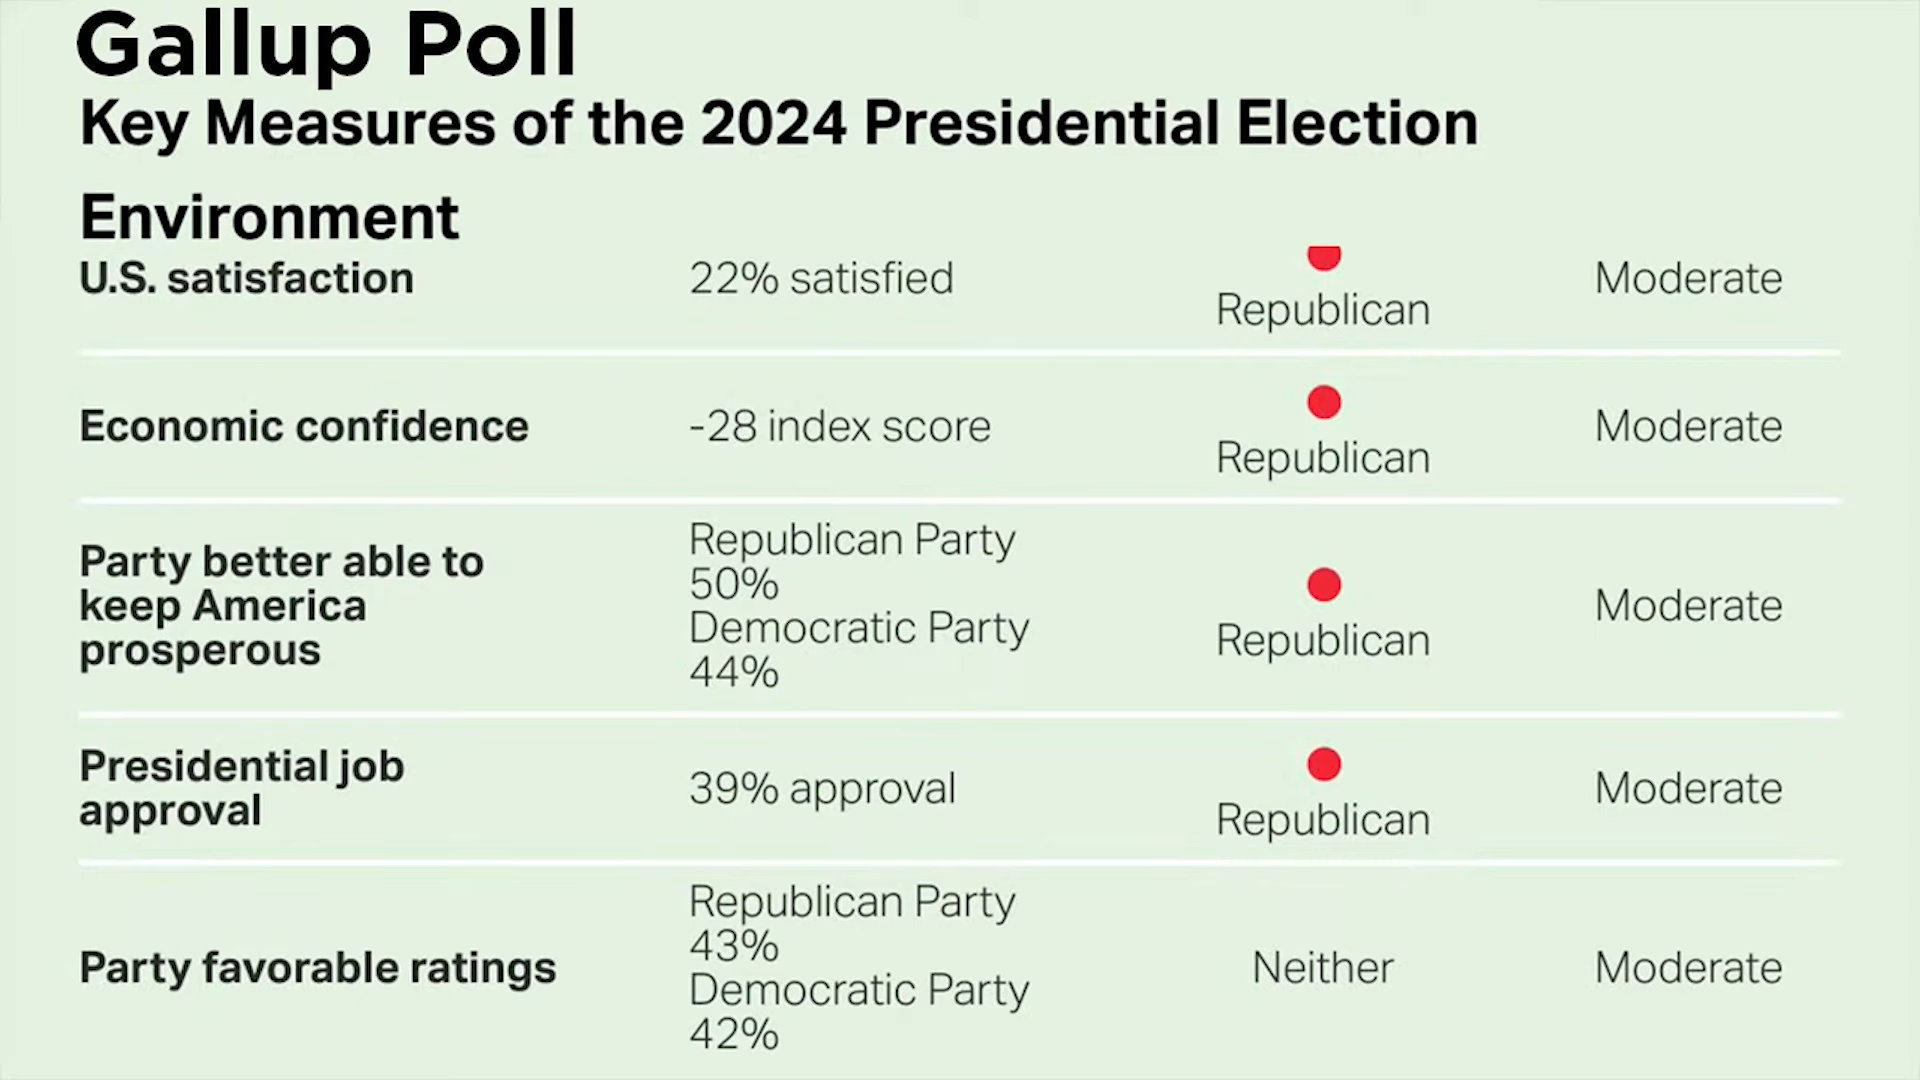 Gallup Poll
Key Measures of the 2024 Presidential Election
Environment
U.S. satisfaction
22% satisfied
Republican
Moderate
Economic confidence
-28 index score
Republican
Moderate
Party better able to
keep America
prosperous
Republican Party
50%
Democratic Party
44%
Republican
Moderate
Presidential job
approval
39% approval
Republican
Moderate
Party favorable ratings
Republican Party
43%
Democratic Party
42%
Neither
Moderate